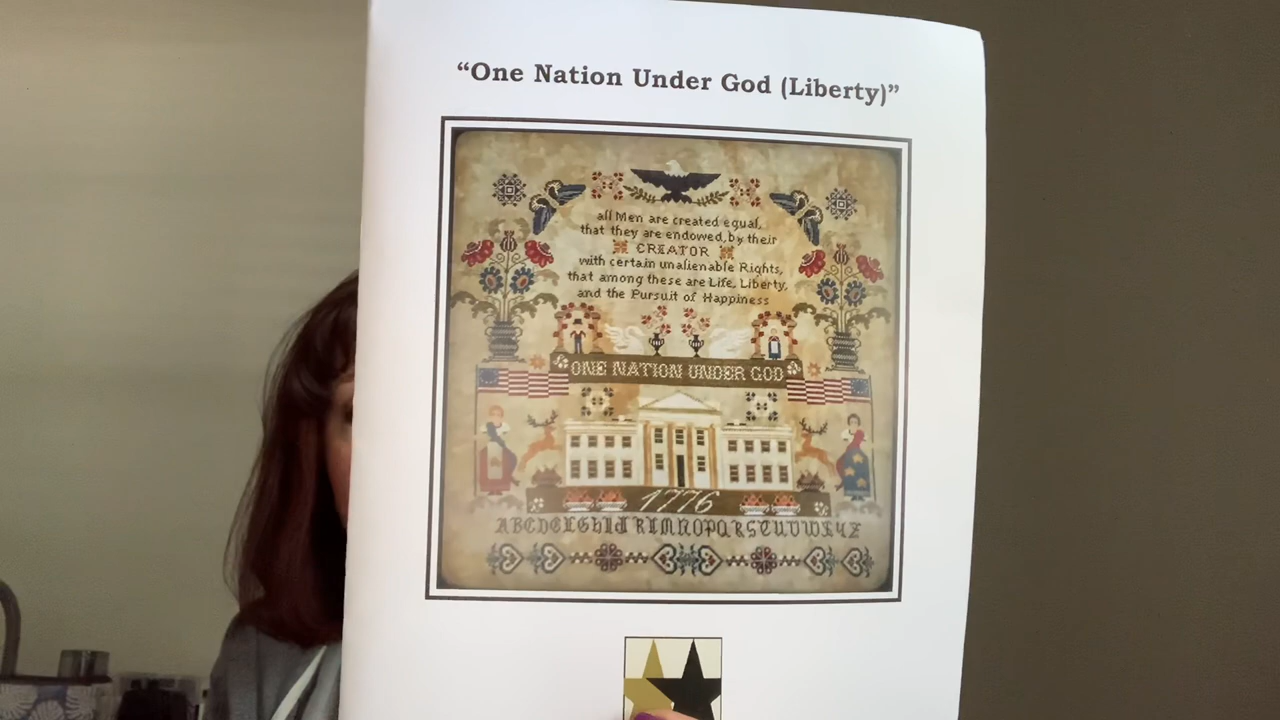 “One Nation Under God (Liberty)”
all Men are created equal,
that they are endowed, by their
CREATOR
with certain unalienable Rights,
that among these are Life, Liberty,
and the Pursuit of Happiness
ONE NATION UNDER GOD
1776
ABCDEFGhIJKLMNOPQRSTUVWXYZ